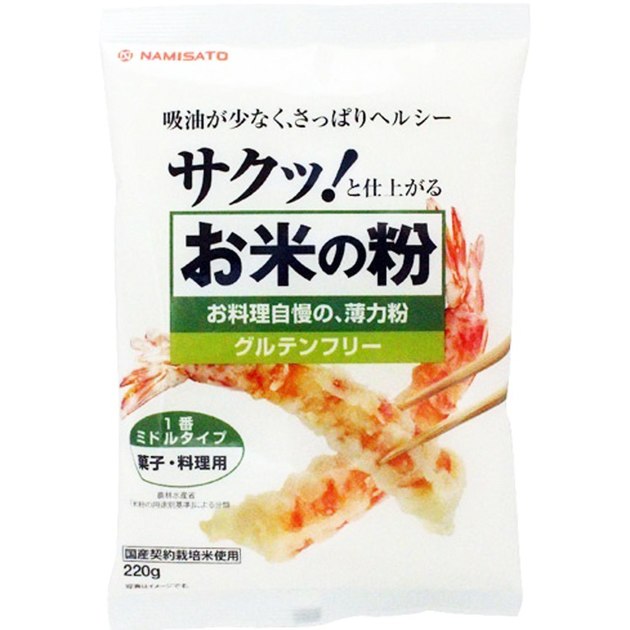 NAMISATO
吸油が少なく、さっぱりヘルシー
サクッ!と仕上がる
お米の粉
お料理自慢の、薄力粉
グルテンフリー
1番
ミドルタイプ
菓子・料理用
農林水産省
「米粉の用途別基準」による分類
国産契約栽培米使用
220g
写真はイメージです。